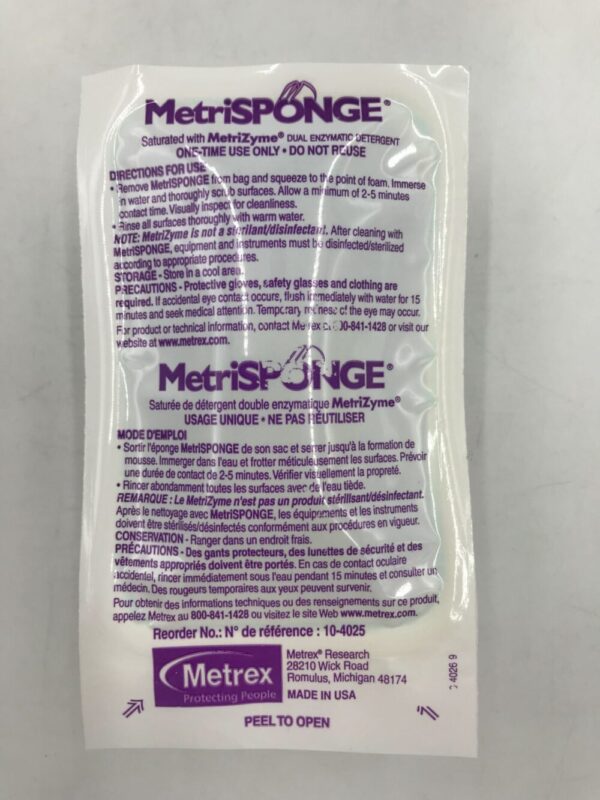 MetriSPONGE®
Saturated with MetriZyme® DUAL ENZYMATIC DETERGENT
ONE-TIME USE ONLY • DO NOT REUSE
DIRECTIONS FOR USE
• Remove MetriSPONGE from bag and squeeze to the point of foam. Immerse
in water and thoroughly scrub surfaces. Allow a minimum of 2-5 minutes
contact time. Visually inspect for cleanliness.
• Rinse all surfaces thoroughly with warm water.
NOTE: MetriZyme is not a sterilant/disinfectant. After cleaning with
MetriSPONGE, equipment and instruments must be disinfected/sterilized
according to appropriate procedures.
STORAGE - Store in a cool area.
PRECAUTIONS - Protective gloves, safety glasses and clothing are
required. If accidental eye contact occurs, flush immediately with water for 15
minutes and seek medical attention. Temporary redness of the eye may occur.
For product or technical information, contact Metrex at 00-841-1428 or visit our
website at www.metrex.com.
MetriSPONGE®
Saturée de détergent double enzymatique MetriZyme®
USAGE UNIQUE • NE PAS RÉUTILISER
MODE D'EMPLOI
• Sortir l'éponge MetriSPONGE de son sac et serrer jusqu'à la formation de
mousse. Immerger dans l'eau et frotter méticuleusement les surfaces. Prévoir
une durée de contact de 2-5 minutes. Vérifier visuellement la propreté.
• Rincer abondamment toutes les surfaces avec de l'eau tiède.
REMARQUE : Le MetriZyme n'est pas un produit stérilisant/désinfectant.
Après le nettoyage avec MetriSPONGE, les équipements et les instruments
doivent être stérilisés/désinfectés conformément aux procédures en vigueur.
CONSERVATION - Ranger dans un endroit frais.
PRÉCAUTIONS - Des gants protecteurs, des lunettes de sécurité et des
vêtements appropriés doivent être portés. En cas de contact oculaire
accidentel, rincer immédiatement sous l'eau pendant 15 minutes et consulter un
médecin. Des rougeurs temporaires aux yeux peuvent survenir.
Pour obtenir des informations techniques ou des renseignements sur ce produit,
appelez Metrex au 800-841-1428 ou visitez le site Web www.metrex.com.
Reorder No.: N° de référence : 10-4025
Metrex
Protecting People
Metrex® Research
28210 Wick Road
Romulus, Michigan 48174
MADE IN USA
4026 9
PEEL TO OPEN